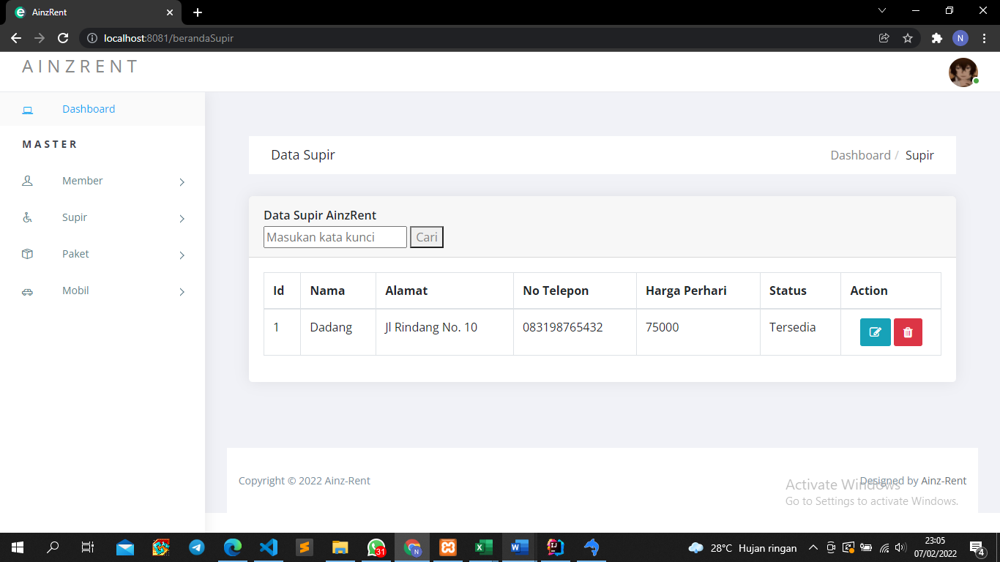 AinzRent
localhost:8081/berandaSupir
N
AINZRENT
Dashboard
MASTER
Member
Supir
Paket
Mobil
Data Supir
Dashboard / Supir
Data Supir AinzRent
Masukan kata kunci Cari
Id Nama Alamat No Telepon Harga Perhari Status Action
1 Dadang Jl Rindang No. 10 083198765432 75000 Tersedia
Copyright © 2022 Ainz-Rent
Designed by Ainz-Rent
Activate Windows
Go to Settings to activate Windows.
31
N
28°C Hujan ringan
23:05
07/02/2022
4